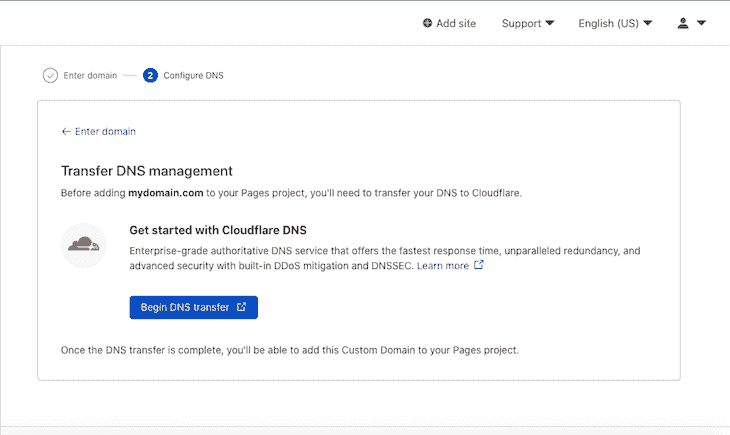 Add site Support English (US)
Enter domain 2 Configure DNS
Enter domain
Transfer DNS management
Before adding mydomain.com to your Pages project, you'll need to transfer your DNS to Cloudflare.
Get started with Cloudflare DNS
Enterprise-grade authoritative DNS service that offers the fastest response time, unparalleled redundancy, and
advanced security with built-in DDoS mitigation and DNSSEC. Learn more
Begin DNS transfer
Once the DNS transfer is complete, you'll be able to add this Custom Domain to your Pages project.